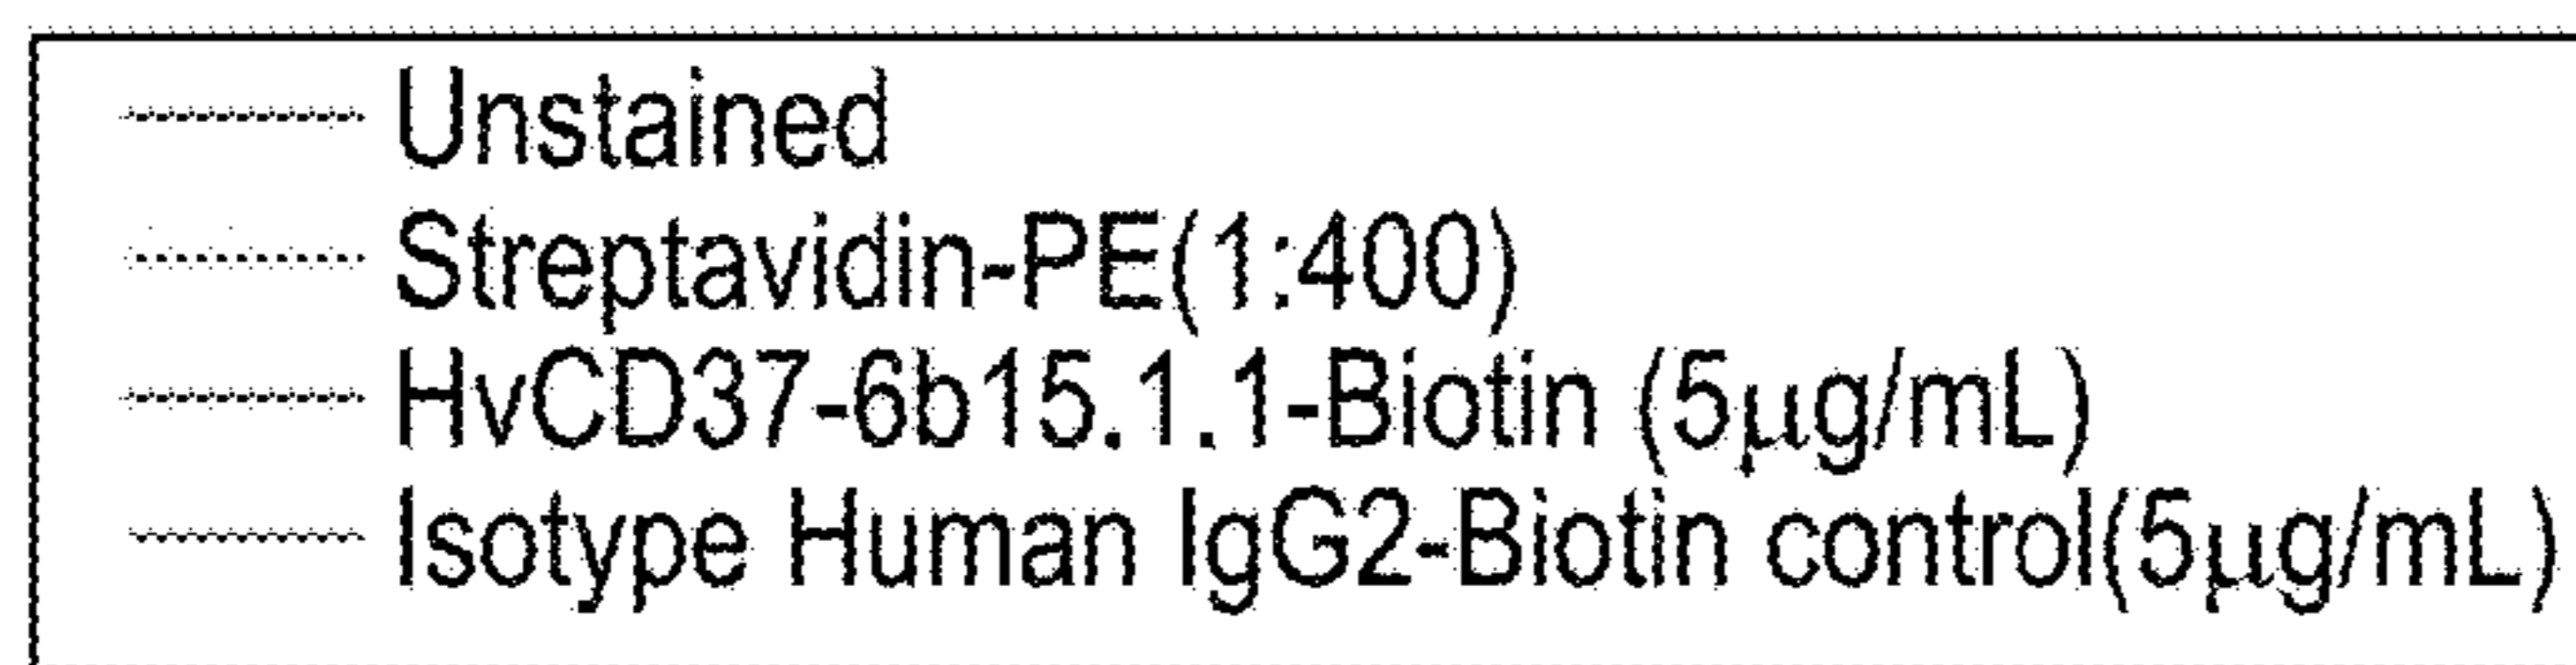 Unstained
Streptavidin-PE(1:400)
HvCD37-6b15.1.1-Biotin (5µg/mL)
Isotype Human IgG2-Biotin control(5µg/mL)